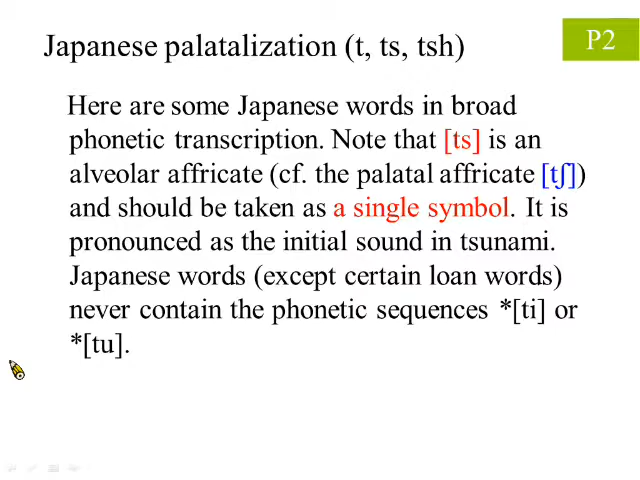 Japanese palatalization (t, ts, tsh)
P2
Here are some Japanese words in broad
phonetic transcription. Note that [ts] is an
alveolar affricate (cf. the palatal affricate [tʃ])
and should be taken as a single symbol. It is
pronounced as the initial sound in tsunami.
Japanese words (except certain loan words)
never contain the phonetic sequences *[ti] or
*[tu].